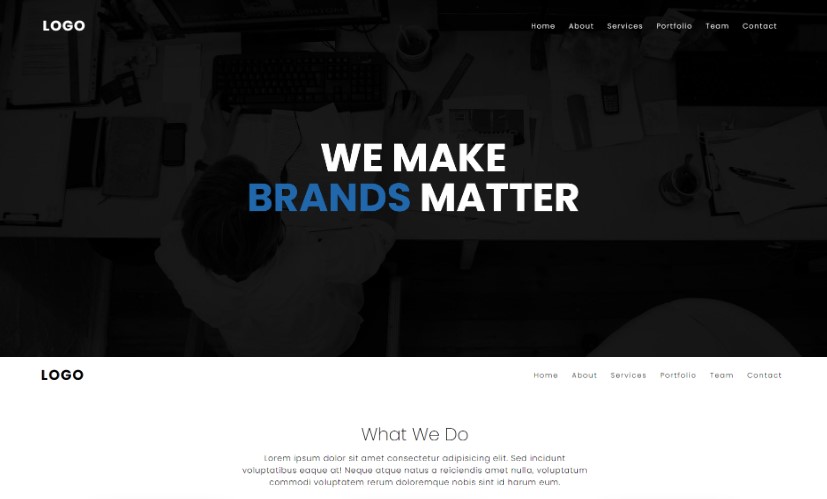 LOGO
Home About Services Portfolio Team Contact
WE MAKE
BRANDS MATTER
LOGO
Home About Services Portfolio Team Contact
What We Do
Lorem ipsum dolor sit amet consectetur adipisicing elit. Sed incidunt
voluptatibus eaque at! Neque atque natus a reiciendis amet nulla, voluptatum
commodi voluptatem rerum doloremque nobis sint id harum eum.